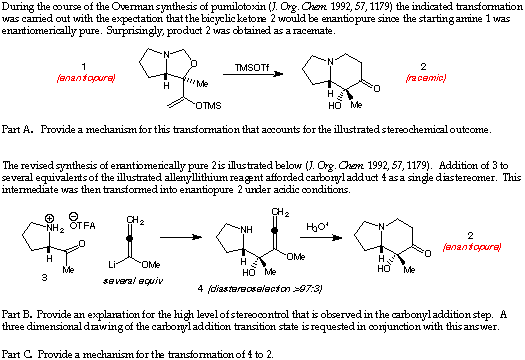 During the course of the Overman synthesis of pumilotoxin (J. Org. Chem. 1992, 57, 1179) the indicated transformation
was carried out with the expectation that the bicyclic ketone 2 would be enantiopure since the starting amine 1 was
enantiomerically pure. Surprisingly, product 2 was obtained as a racemate.
1
(enantiopure)
N
O
H
Me
OTMS
TMSOTf
N
H
HO
Me
O
2
(racemic)
Part A. Provide a mechanism for this transformation that accounts for the illustrated stereochemical outcome.
The revised synthesis of enantiomerically pure 2 is illustrated below (J. Org. Chem. 1992, 57, 1179). Addition of 3 to
several equivalents of the illustrated allenyllithium reagent afforded carbonyl adduct 4 as a single diastereomer. This
intermediate was then transformed into enantiopure 2 under acidic conditions.
⊕ ⊖
NH2 OTFA
O
H
Me
3
CH2
Li
OMe
several equiv
CH2
NH
OMe
H
HO Me
4 (diastereoselection >97:3)
H3O+
N
O
H
HO Me
2
(enantiopure)
Part B. Provide an explanation for the high level of stereocontrol that is observed in the carbonyl addition step. A
three dimensional drawing of the carbonyl addition transition state is requested in conjunction with this answer.
Part C. Provide a mechanism for the transformation of 4 to 2.